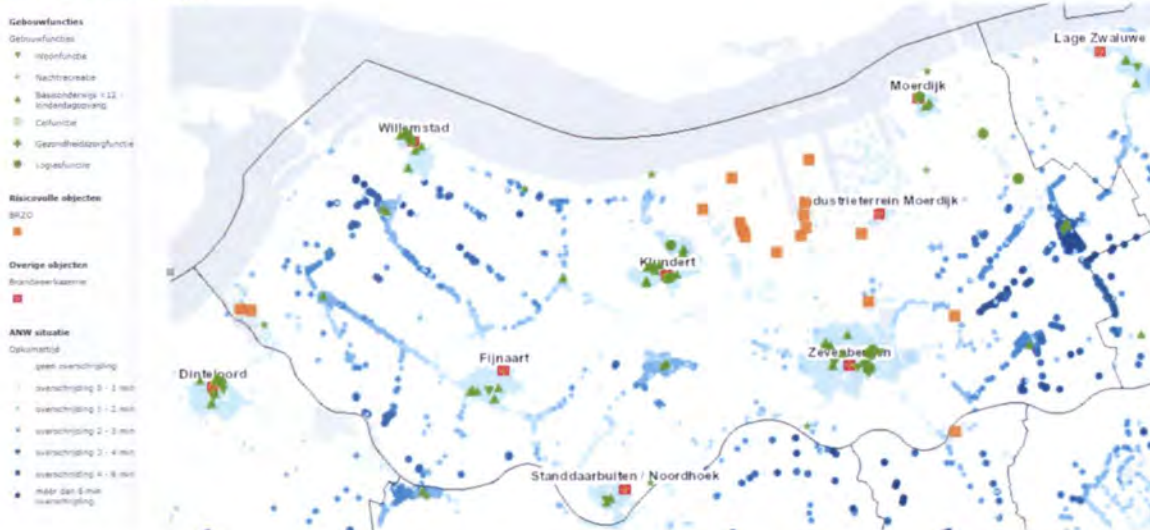 Gebouwfuncties
Gebouwfuncties
Woonfunctie
Nachtrecreatie
Basisonderwijs <12 -
kinderdagopvang
Celfunctie
Gezondheidszorgfunctie
Logiesfunctie
Risicovolle objecten
BRZO
Overige objecten
Brandweerkazerne
ANW situatie
Opkomsttijd
geen overschrijding
overschrijding 0 - 1 min
overschrijding 1 - 2 min
overschrijding 2 - 3 min
overschrijding 3 - 4 min
overschrijding 4 - 6 min
meer dan 6 min
overschrijding
Lage Zwaluwe
Moerdijk
Willemstad
Industrieterrein Moerdijk
Klundert
Zevenbergen
Fijnaart
Dinteloord
Standdaarbuiten / Noordhoek